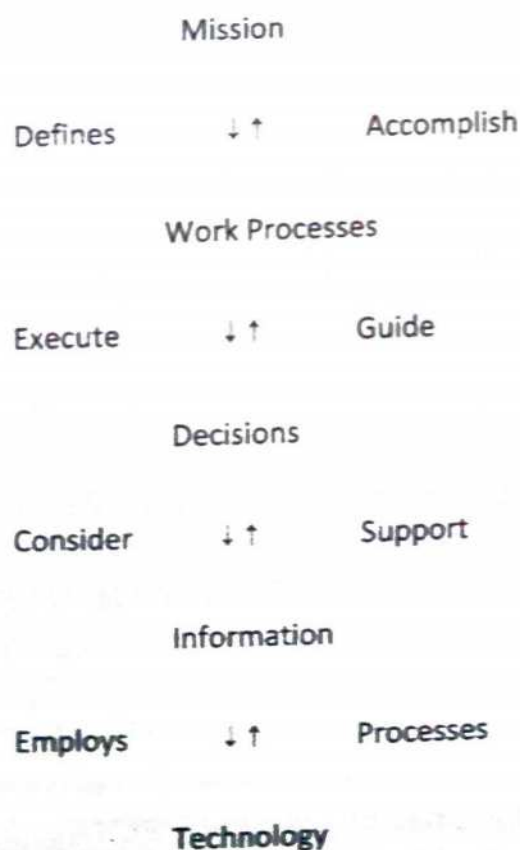 Mission
Defines ↓ ↑ Accomplish
Work Processes
Execute ↓ ↑ Guide
Decisions
Consider ↓ ↑ Support
Information
Employs ↓ ↑ Processes
Technology